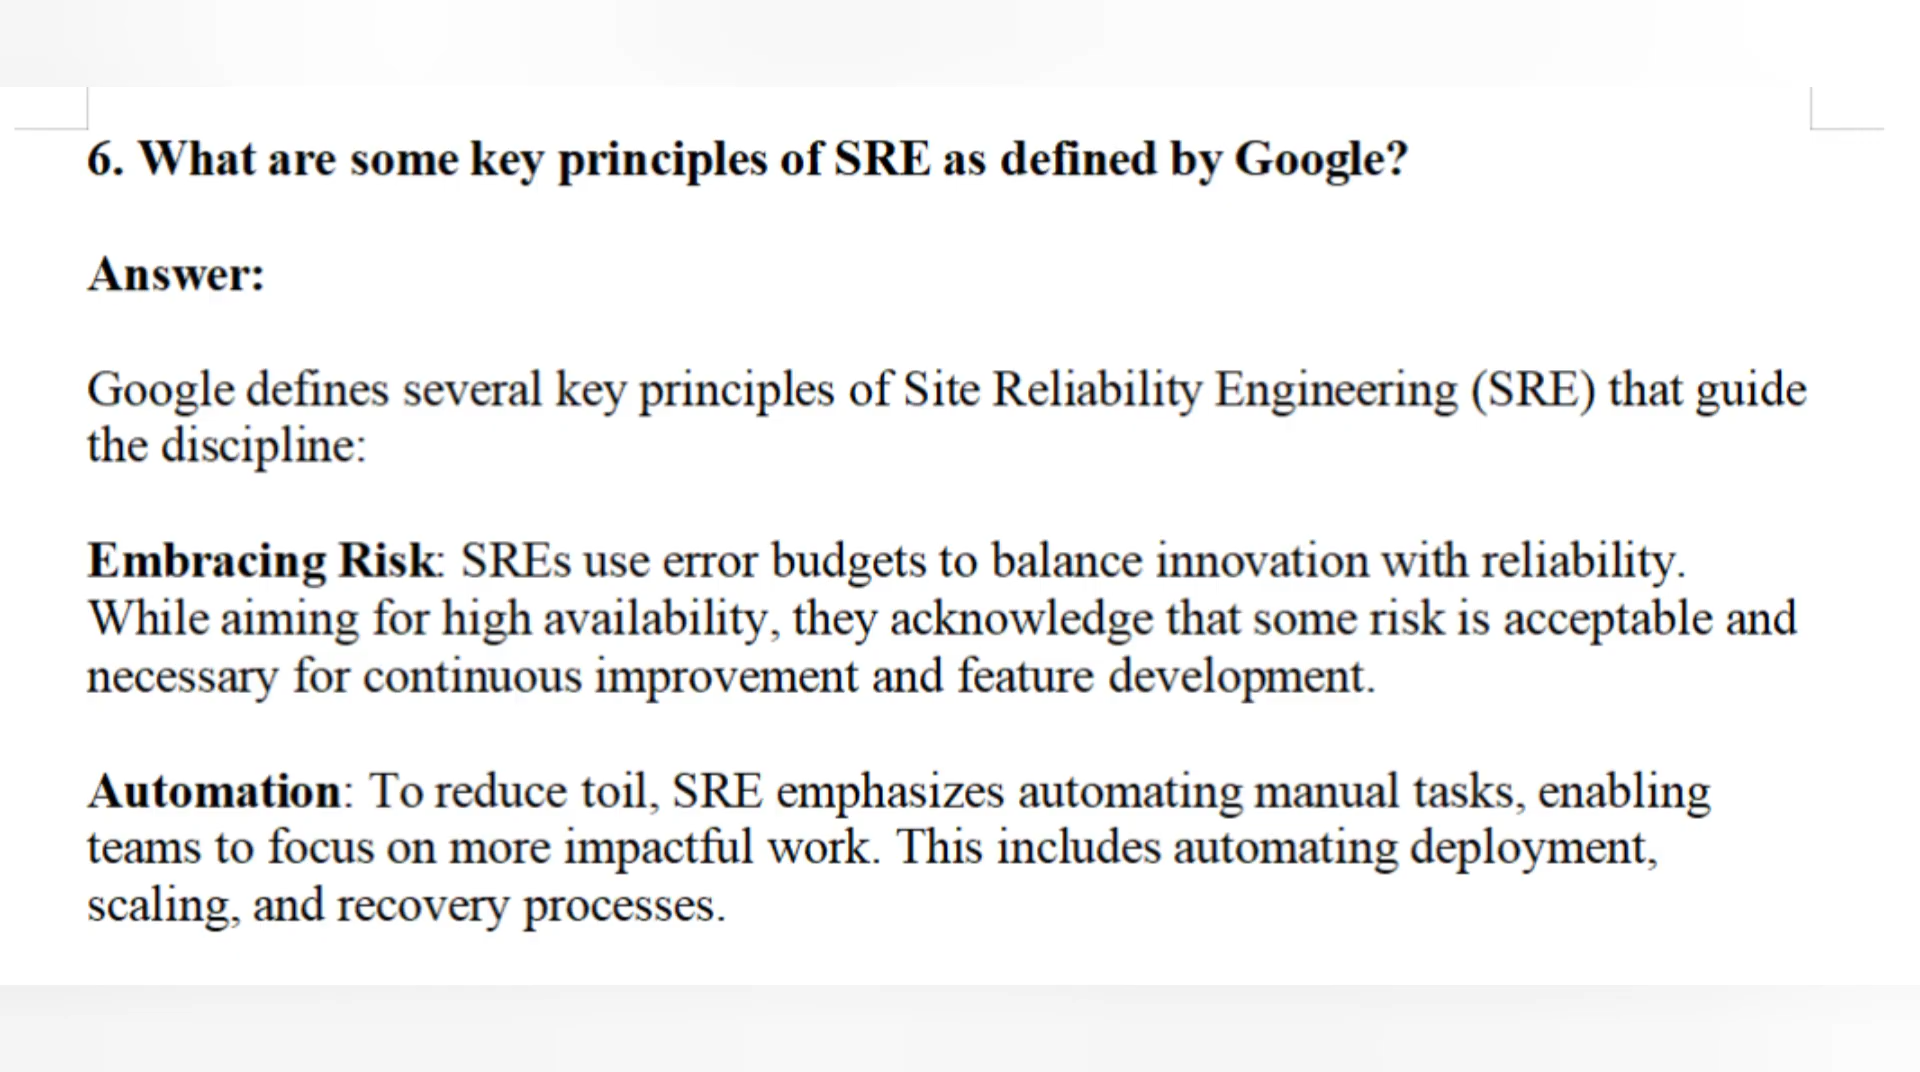 6. What are some key principles of SRE as defined by Google?
Answer:
Google defines several key principles of Site Reliability Engineering (SRE) that guide
the discipline:
Embracing Risk: SREs use error budgets to balance innovation with reliability.
While aiming for high availability, they acknowledge that some risk is acceptable and
necessary for continuous improvement and feature development.
Automation: To reduce toil, SRE emphasizes automating manual tasks, enabling
teams to focus on more impactful work. This includes automating deployment,
scaling, and recovery processes.